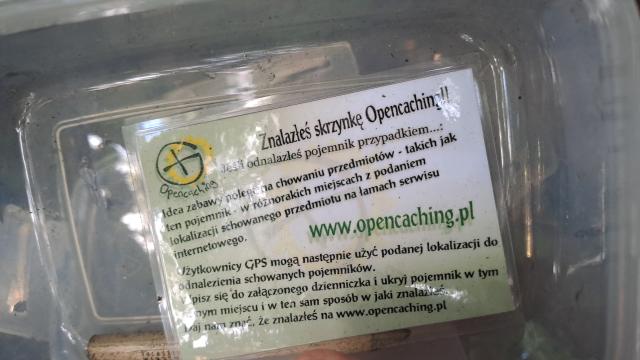 Znalazłeś skrzynkę Opencaching!!
Jeśli odnalazłeś pojemnik przypadkiem...:
Opencaching
Idea zabawy polega na chowaniu przedmiotów - takich jak
ten pojemnik - w różnorakich miejscach z podaniem
lokalizacji schowanego przedmiotu na łamach serwisu
internetowego.
www.opencaching.pl
Użytkownicy GPS mogą następnie użyć podanej lokalizacji do
odnalezienia schowanych pojemników.
Wpisz się do załączonego dzienniczka i ukryj pojemnik w tym
samym miejscu i w ten sam sposób w jaki znalazłeś.
Daj nam znać, że znalazłeś na www.opencaching.pl